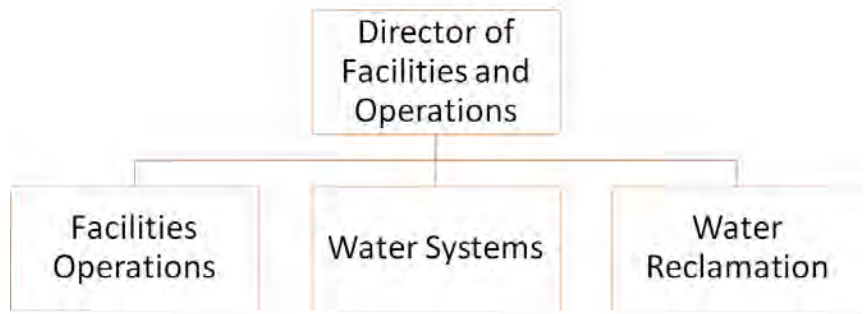 Director of
Facilities and
Operations
Facilities
Operations
Water Systems
Water
Reclamation